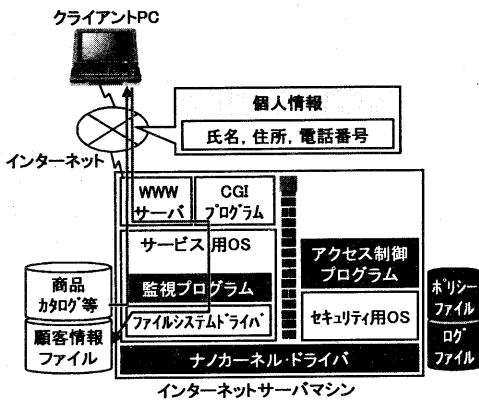 クライアントPC
個人情報
氏名, 住所, 電話番号
インターネット
WWW
サーバ
CGI
プログラム
サービス用OS
監視プログラム
ファイルシステムドライバ
アクセス制御
プログラム
セキュリティ用OS
商品
カタログ等
顧客情報
ファイル
ポリシー
ファイル
ログ
ファイル
ナノカーネル・ドライバ
インターネットサーバマシン